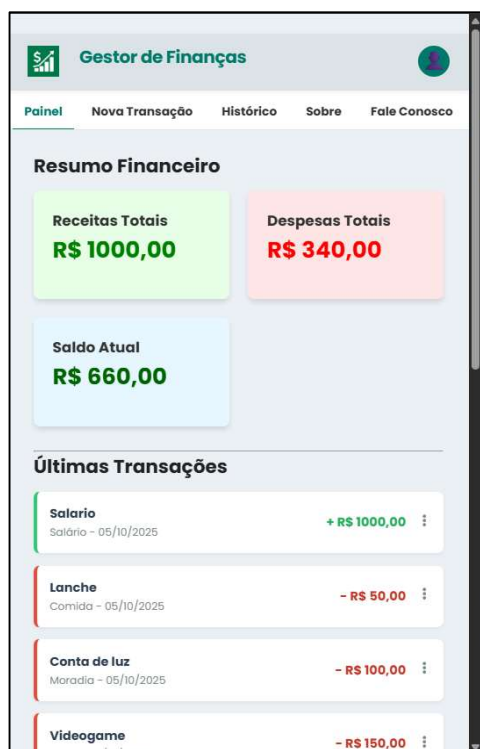 Gestor de Finanças
Painel Nova Transação Histórico Sobre Fale Conosco
Resumo Financeiro
Receitas Totais
R$ 1000,00
Despesas Totais
R$ 340,00
Saldo Atual
R$ 660,00
Últimas Transações
Salario
Salário - 05/10/2025
+ R$ 1000,00
Lanche
Comida - 05/10/2025
- R$ 50,00
Conta de luz
Moradia - 05/10/2025
- R$ 100,00
Videogame
- R$ 150,00